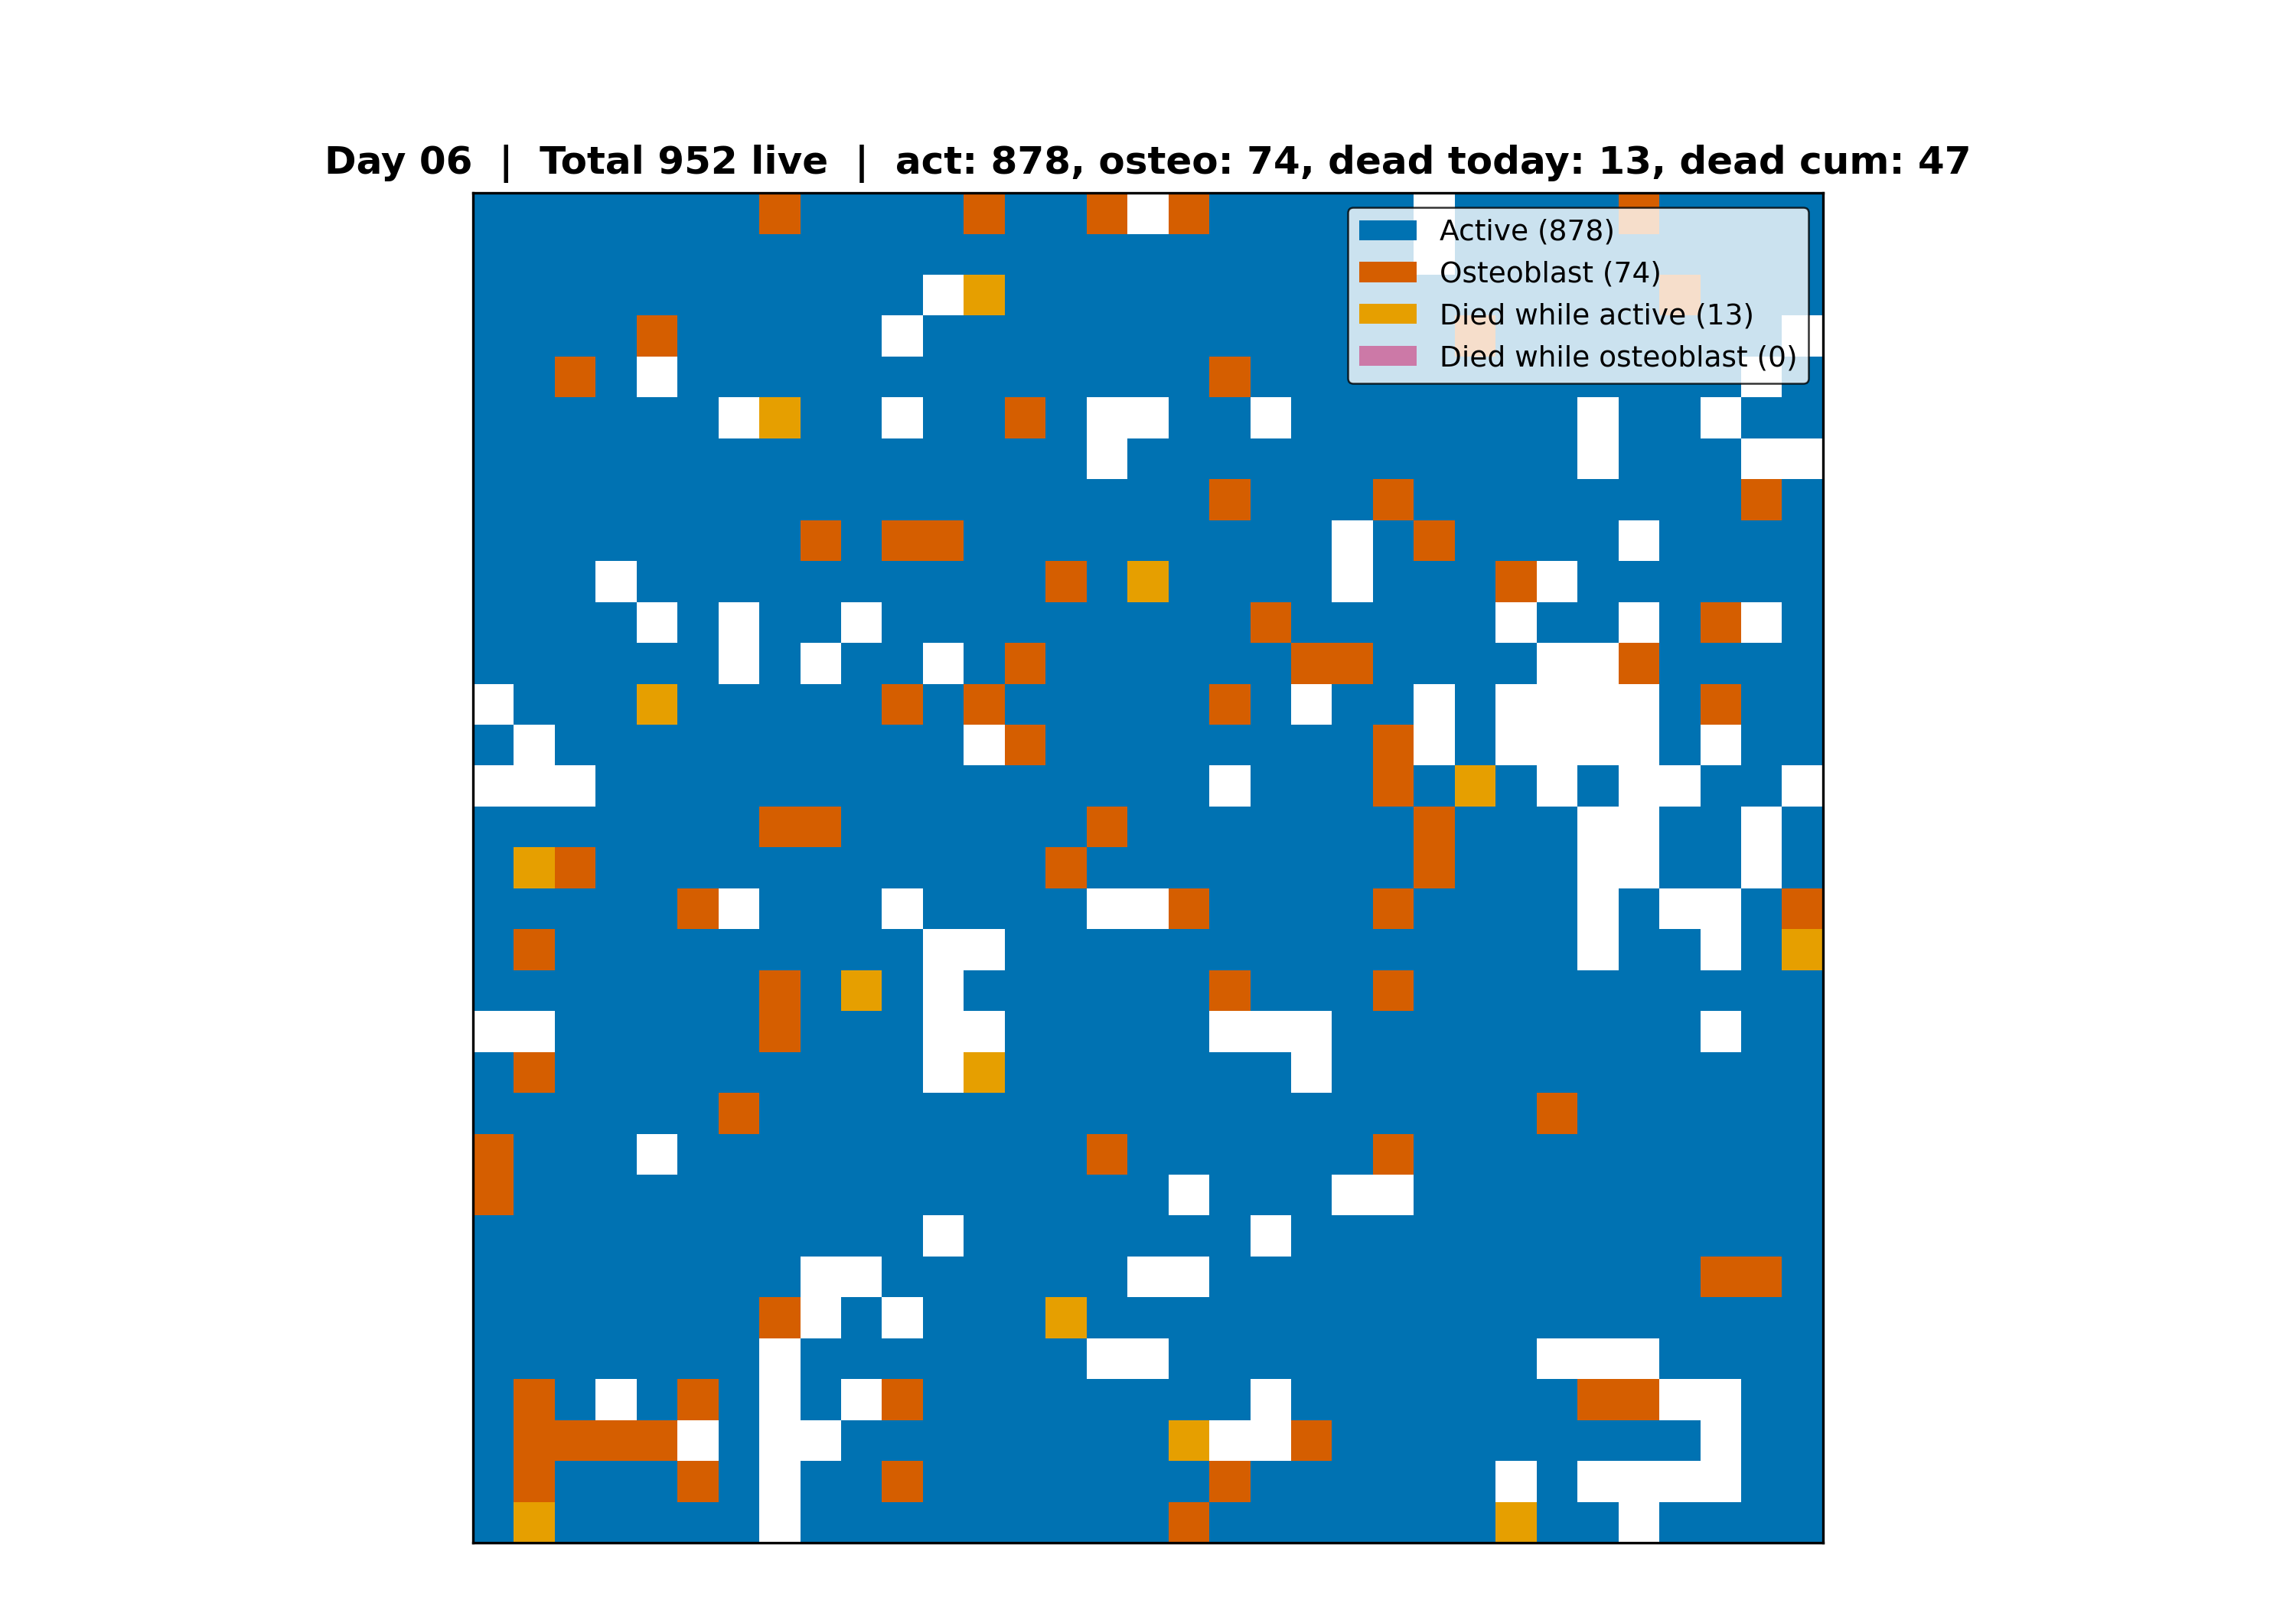 Day 06 | Total 952 live | act: 878, osteo: 74, dead today: 13, dead cum: 47
Active (878)
Osteoblast (74)
Died while active (13)
Died while osteoblast (0)